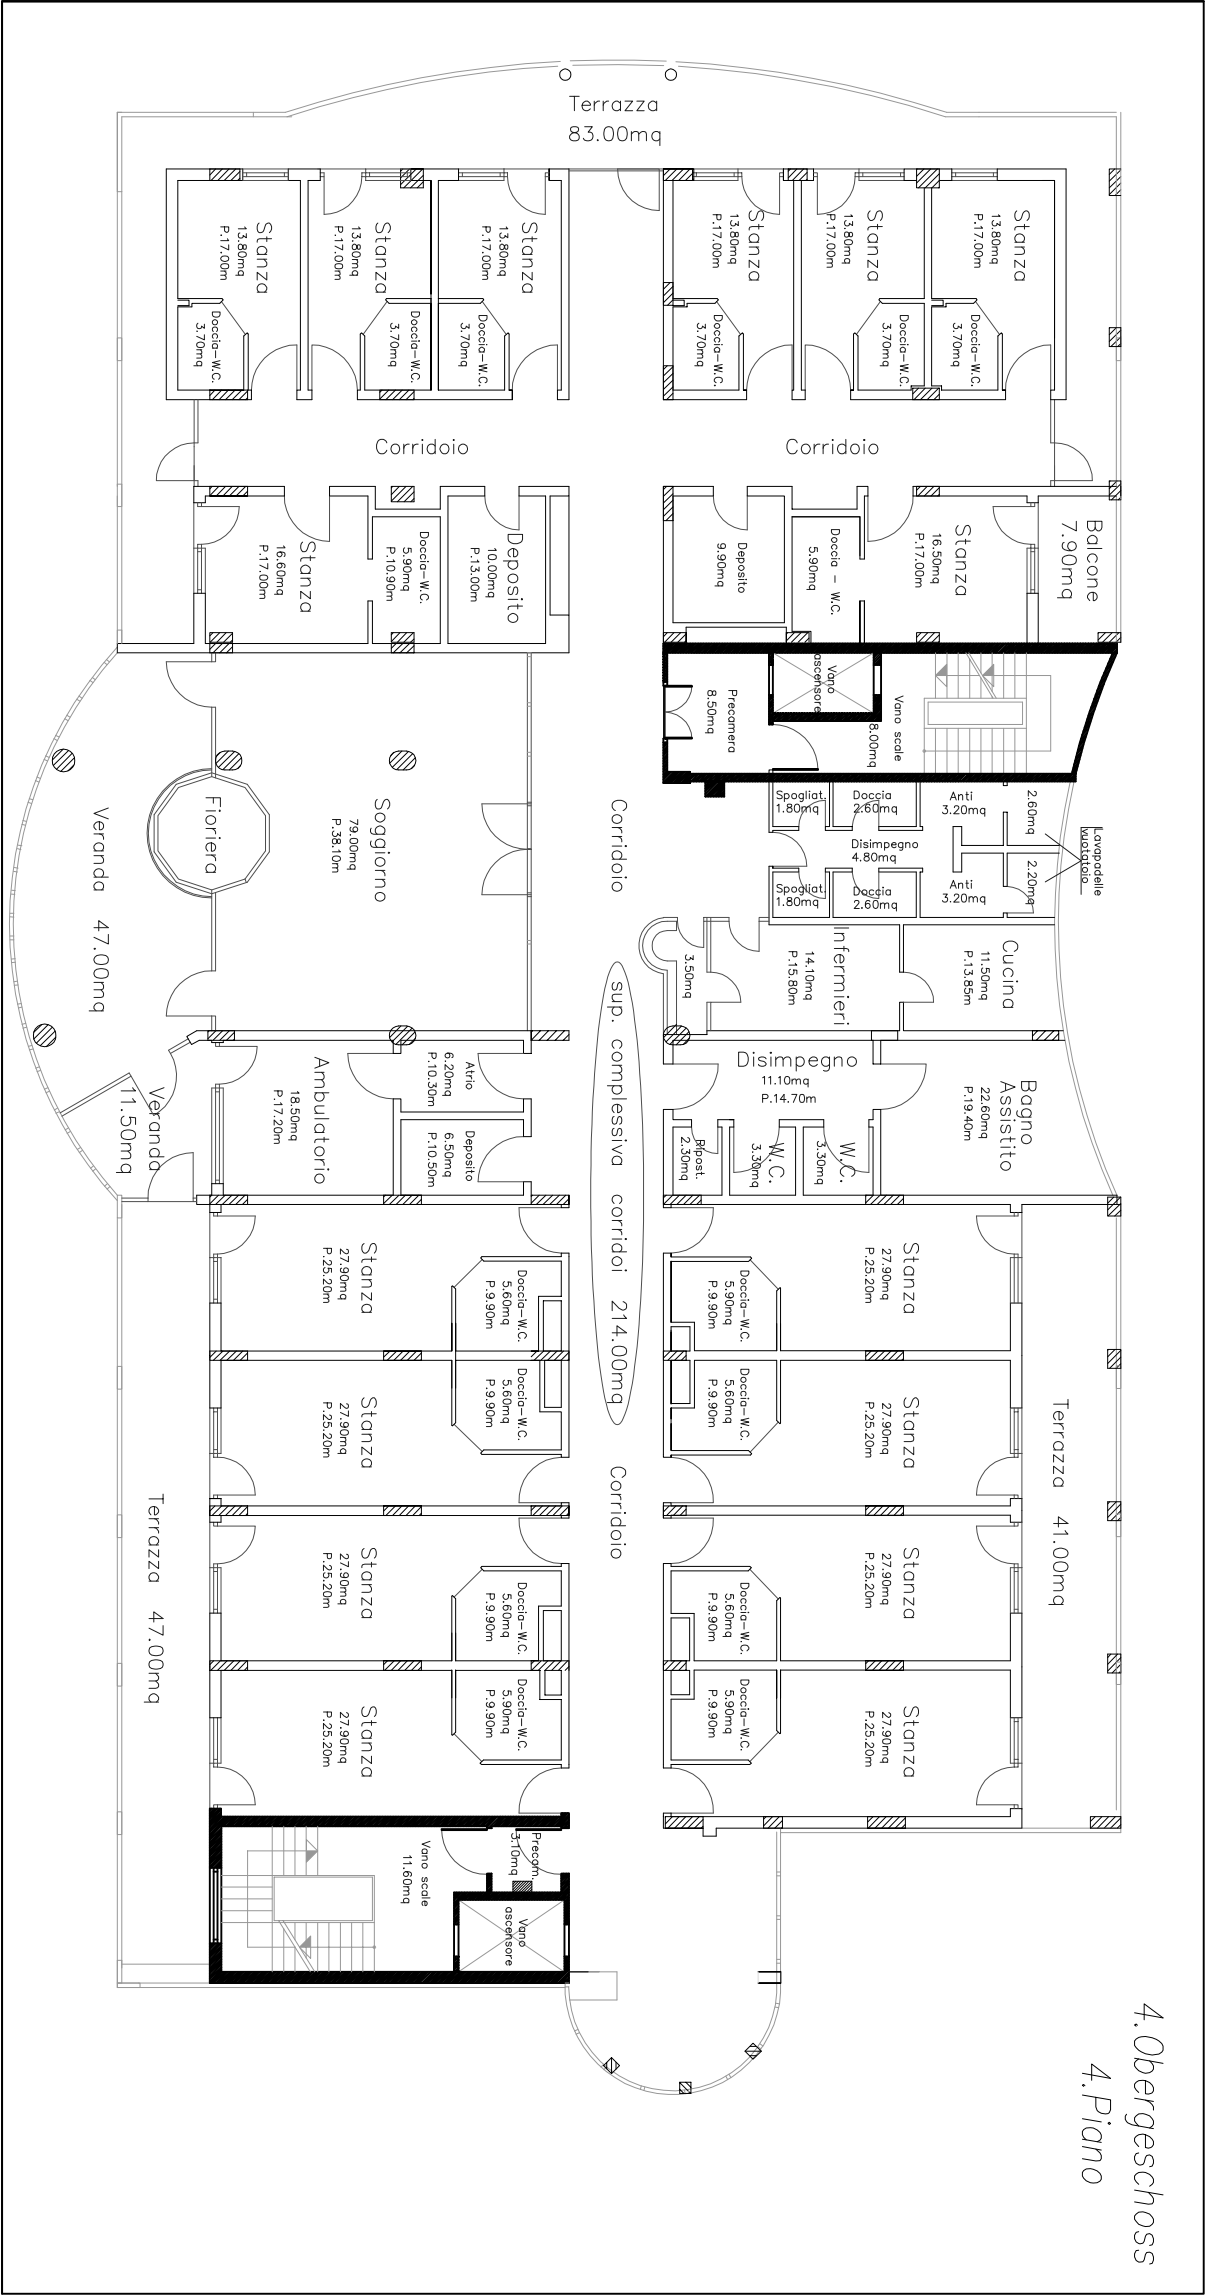 4.Obergeschoss
4.Piano
Terrazza
83.00mq
Stanza
13.80mq
P.17.00m
Doccia-W.C.
3.70mq
Stanza
13.80mq
P.17.00m
Doccia-W.C.
3.70mq
Stanza
13.80mq
P.17.00m
Doccia-W.C.
3.70mq
Stanza
13.80mq
P.17.00m
Doccia-W.C.
3.70mq
Stanza
13.80mq
P.17.00m
Doccia-W.C.
3.70mq
Stanza
13.80mq
P.17.00m
Doccia-W.C.
3.70mq
Corridoio
Corridoio
Stanza
16.60mq
P.17.00m
Doccia-W.C.
5.90mq
P.10.90m
Deposito
10.00mq
P.13.00m
Deposito
9.90mq
Doccia - W.C.
5.90mq
Stanza
16.50mq
P.17.00m
Balcone
7.90mq
Precamera
8.50mq
Vano
ascensore
Vano scale
8.00mq
Veranda 47.00mq
Fioriera
Soggiorno
79.00mq
P.38.10m
Corridoio
Spogliat.
1.80mq
Doccia
2.60mq
Anti
3.20mq
2.60mq
Lavapadelle
vuotatoio
Disimpegno
4.80mq
Spogliat.
1.80mq
Doccia
2.60mq
Anti
3.20mq
2.20mq
3.50mq
Infermieri
14.10mq
P.15.80m
Cucina
11.50mq
P.13.85m
Veranda
11.50mq
Ambulatorio
18.50mq
P.17.20m
Atrio
6.20mq
P.10.30m
Deposito
6.50mq
P.10.50m
sup. complessiva corridoi 214.00mq
Disimpegno
11.10mq
P.14.70m
Ripost.
2.30mq
W.C.
3.30mq
W.C.
3.30mq
Bagno
Assistito
22.60mq
P.19.40m
Stanza
27.90mq
P.25.20m
Doccia-W.C.
5.60mq
P.9.90m
Doccia-W.C.
5.90mq
P.9.90m
Stanza
27.90mq
P.25.20m
Stanza
27.90mq
P.25.20m
Doccia-W.C.
5.60mq
P.9.90m
Doccia-W.C.
5.60mq
P.9.90m
Stanza
27.90mq
P.25.20m
Terrazza 47.00mq
Corridoio
Terrazza 41.00mq
Stanza
27.90mq
P.25.20m
Doccia-W.C.
5.60mq
P.9.90m
Doccia-W.C.
5.60mq
P.9.90m
Stanza
27.90mq
P.25.20m
Stanza
27.90mq
P.25.20m
Doccia-W.C.
5.90mq
P.9.90m
Doccia-W.C.
5.90mq
P.9.90m
Stanza
27.90mq
P.25.20m
Vano scale
11.60mq
Precam.
3.10mq
Vano
ascensore